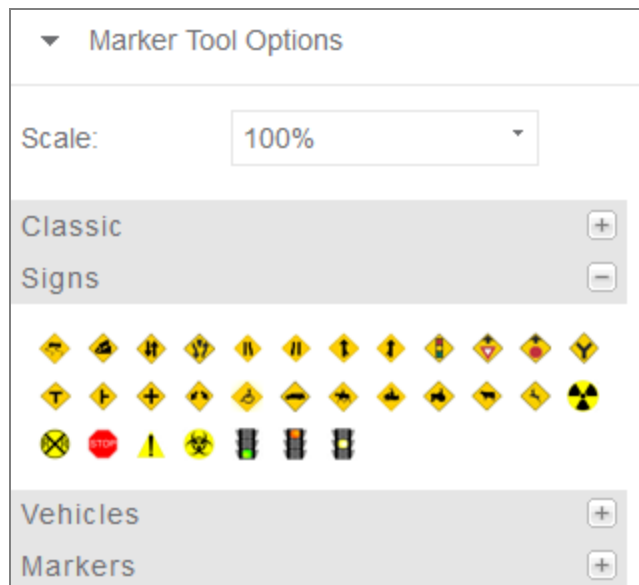 Marker Tool Options
Scale:
100%
Classic
Signs
STOP
Vehicles
Markers